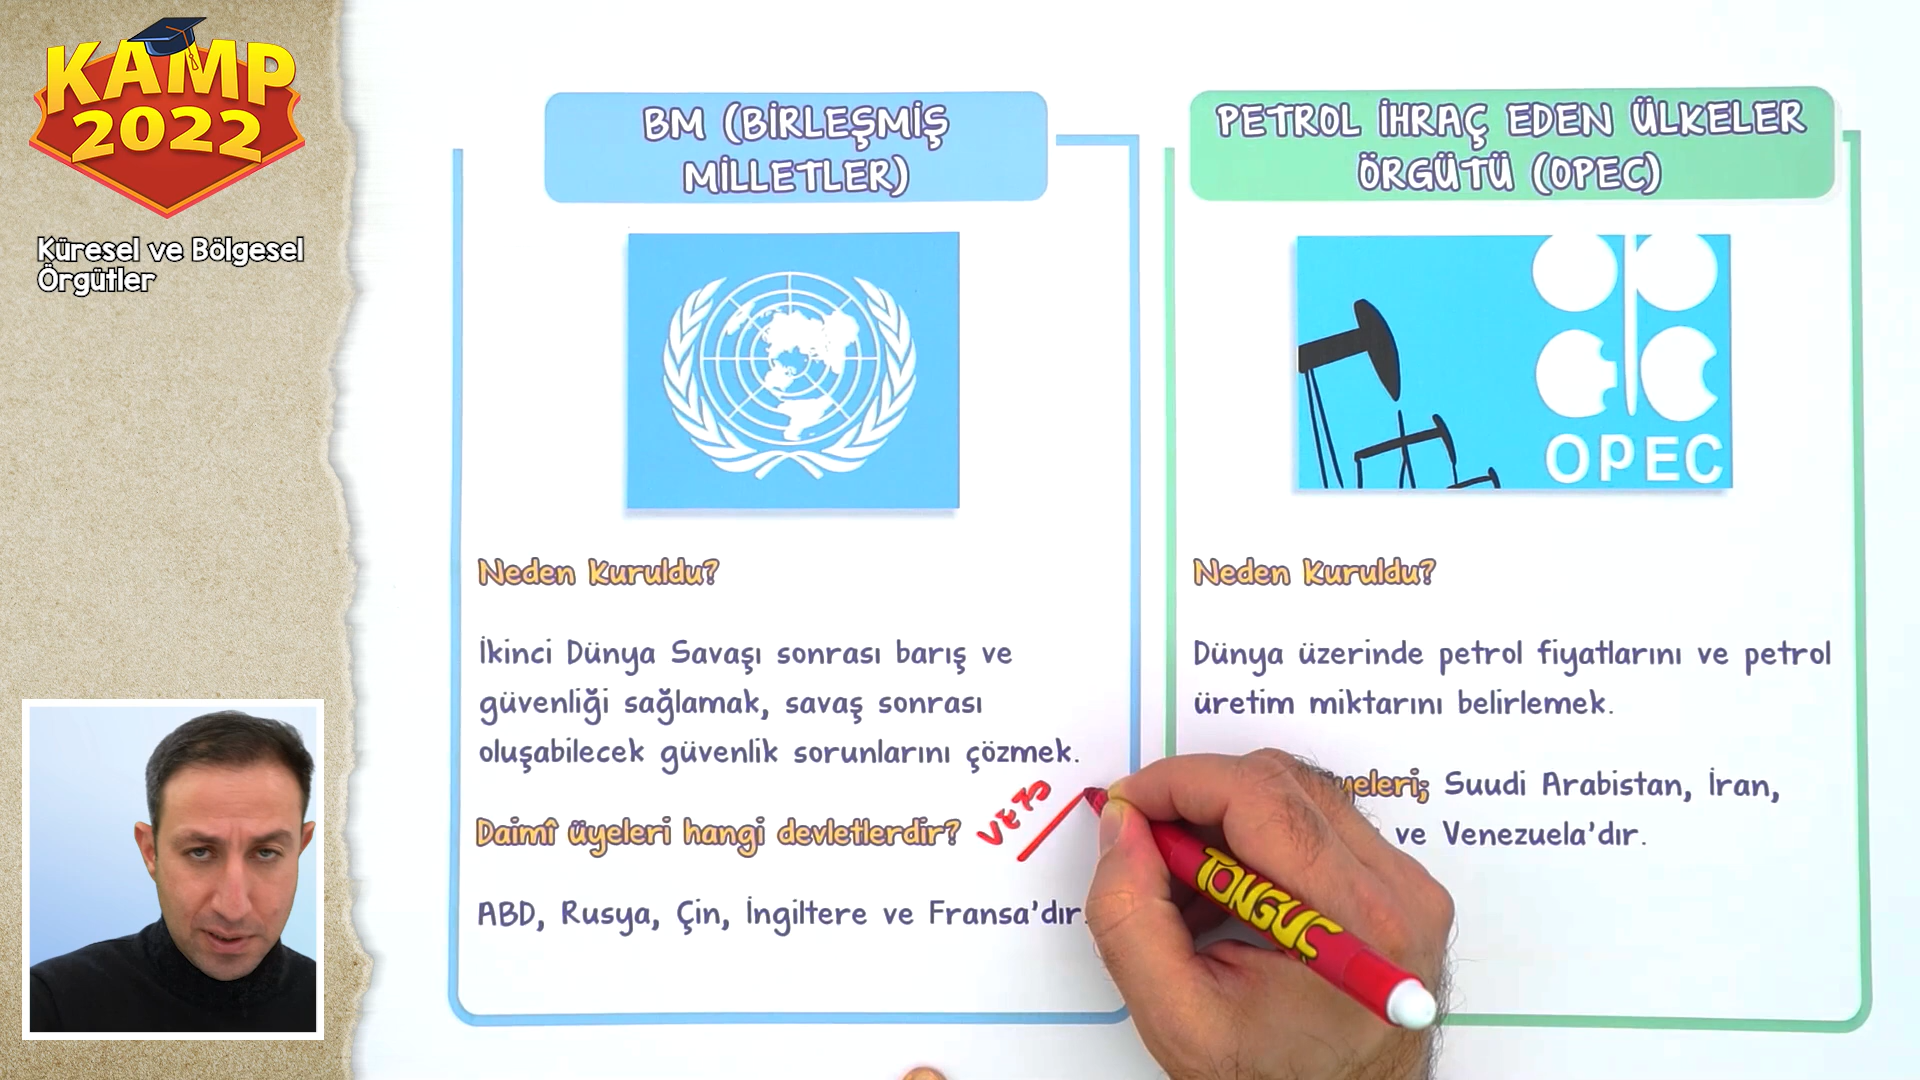 KAMP
2022
Küresel ve Bölgesel
Örgütler
BM (BİRLEŞMİŞ
MİLLETLER)
Neden Kuruldu?
İkinci Dünya Savaşı sonrası barış ve
güvenliği sağlamak, savaş sonrası
oluşabilecek güvenlik sorunlarını çözmek.
Daimî üyeleri hangi devletlerdir?
ABD, Rusya, Çin, İngiltere ve Fransa'dır.
PETROL İHRAÇ EDEN ÜLKELER
ÖRGÜTÜ (OPEC)
OPEC
Neden Kuruldu?
Dünya üzerinde petrol fiyatlarını ve petrol
üretim miktarını belirlemek.
Suudi Arabistan, İran,
ve Venezuela'dır.
TONGUÇ